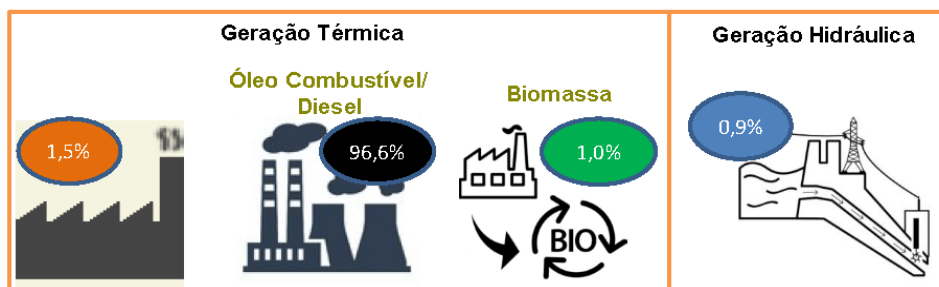 Geração Térmica
Geração Hidráulica
Óleo Combustível/
Diesel
Biomassa
1,5%
96,6%
1,0%
0,9%
BIO